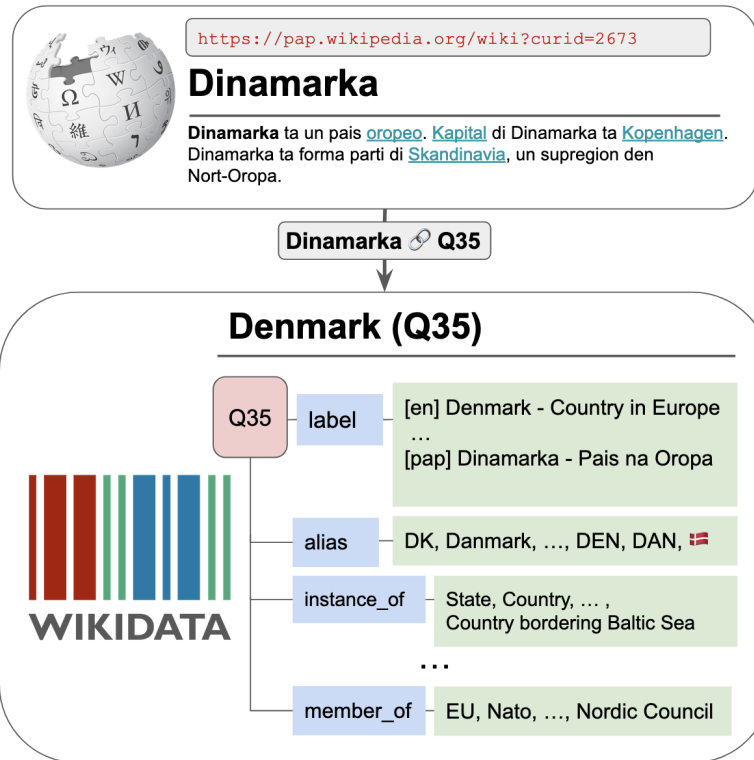 https://pap.wikipedia.org/wiki?curid=2673
Dinamarka
Dinamarka ta un pais oropeo. Kapital di Dinamarka ta Kopenhagen.
Dinamarka ta forma parti di Skandinavia, un supregion den
Nort-Oropa.
Ω
W
И
維
Dinamarka 🔗 Q35
Denmark (Q35)
Q35
label
[en] Denmark - Country in Europe
...
[pap] Dinamarka - Pais na Oropa
alias
DK, Danmark, ..., DEN, DAN, 🇩🇰
instance_of
State, Country, ... ,
Country bordering Baltic Sea
...
member_of
EU, Nato, ..., Nordic Council
WIKIDATA